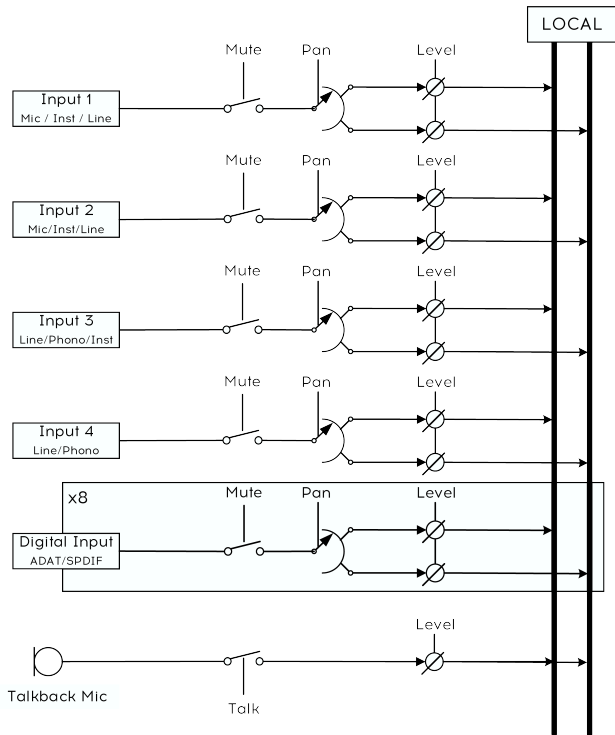 LOCAL
Mute Pan Level
Input 1
Mic / Inst / Line
Mute Pan Level
Input 2
Mic/Inst/Line
Mute Pan Level
Input 3
Line/Phono/Inst
Mute Pan Level
Input 4
Line/Phono
x8
Mute Pan Level
Digital Input
ADAT/SPDIF
Level
Talkback Mic
Talk